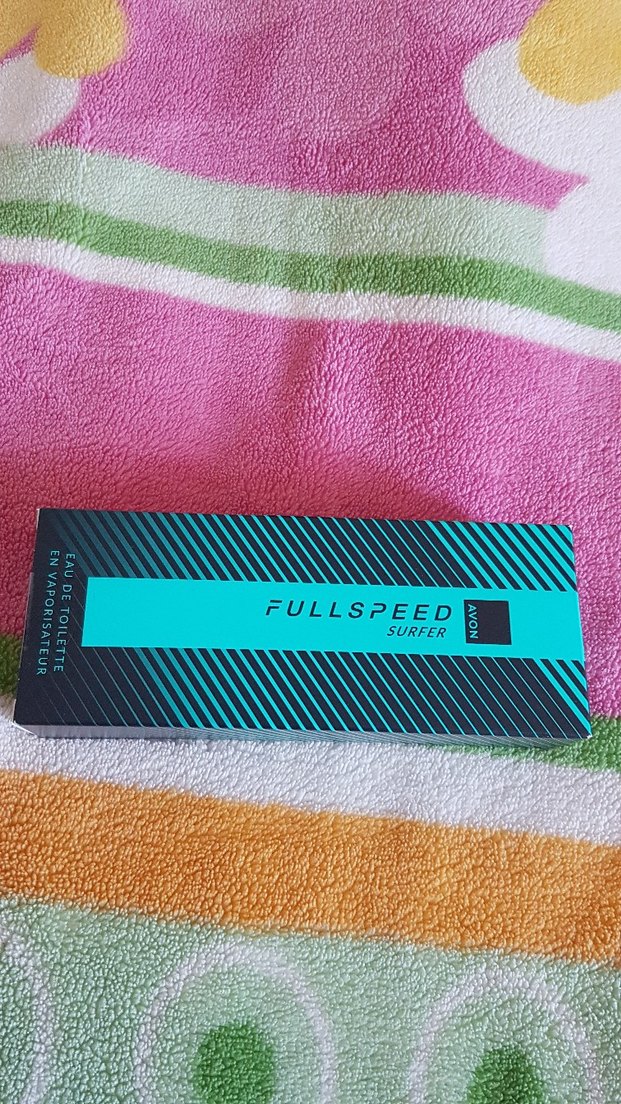 FULLSPEED
SURFER
AVON
EAU DE TOILETTE
EN VAPORISATEUR